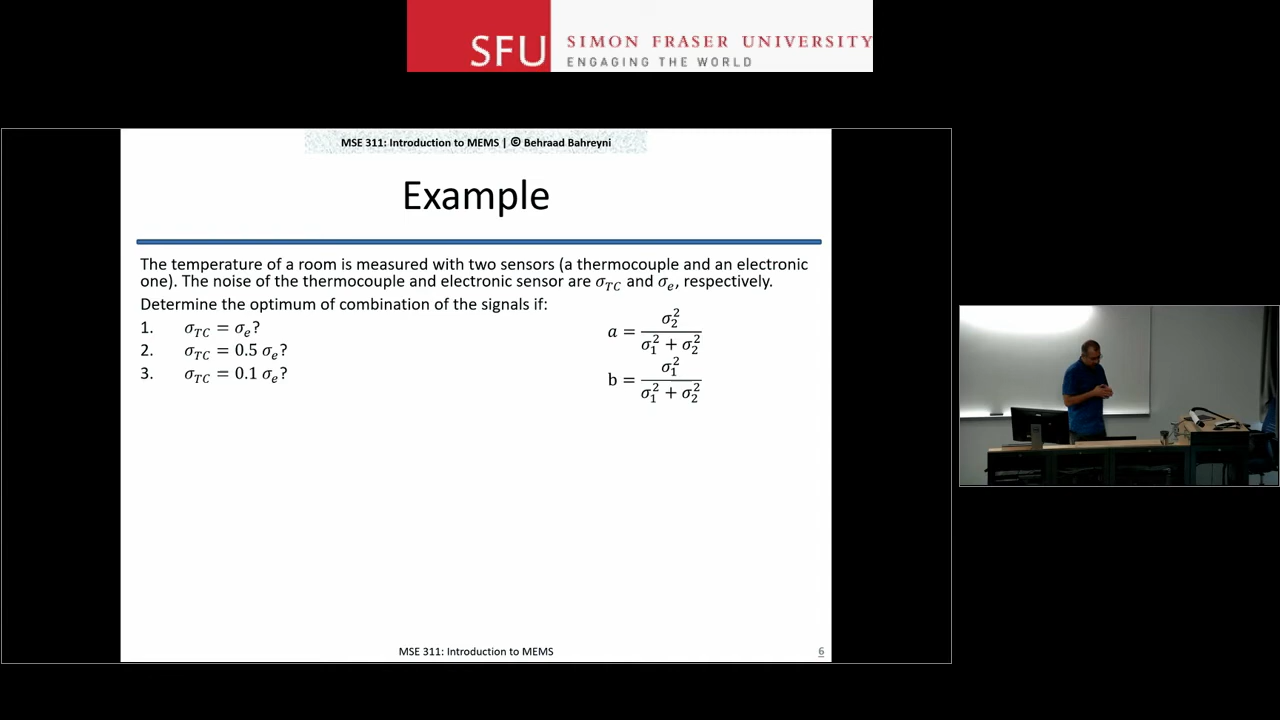 SFU SIMON FRASER UNIVERSITY
ENGAGING THE WORLD
MSE 311: Introduction to MEMS | © Behraad Bahreyni
Example
The temperature of a room is measured with two sensors (a thermocouple and an electronic
one). The noise of the thermocouple and electronic sensor are σ_TC and σ_e, respectively.
Determine the optimum of combination of the signals if:
1. σ_TC = σ_e?
2. σ_TC = 0.5 σ_e?
3. σ_TC = 0.1 σ_e?
a = σ₂² / (σ₁² + σ₂²)
b = σ₁² / (σ₁² + σ₂²)
MSE 311: Introduction to MEMS
6